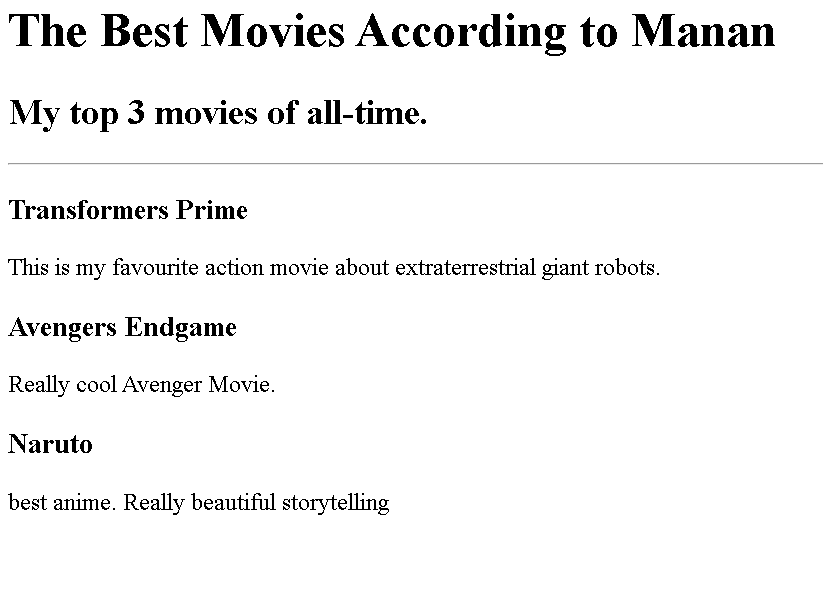 The Best Movies According to Manan
My top 3 movies of all-time.
Transformers Prime
This is my favourite action movie about extraterrestrial giant robots.
Avengers Endgame
Really cool Avenger Movie.
Naruto
best anime. Really beautiful storytelling